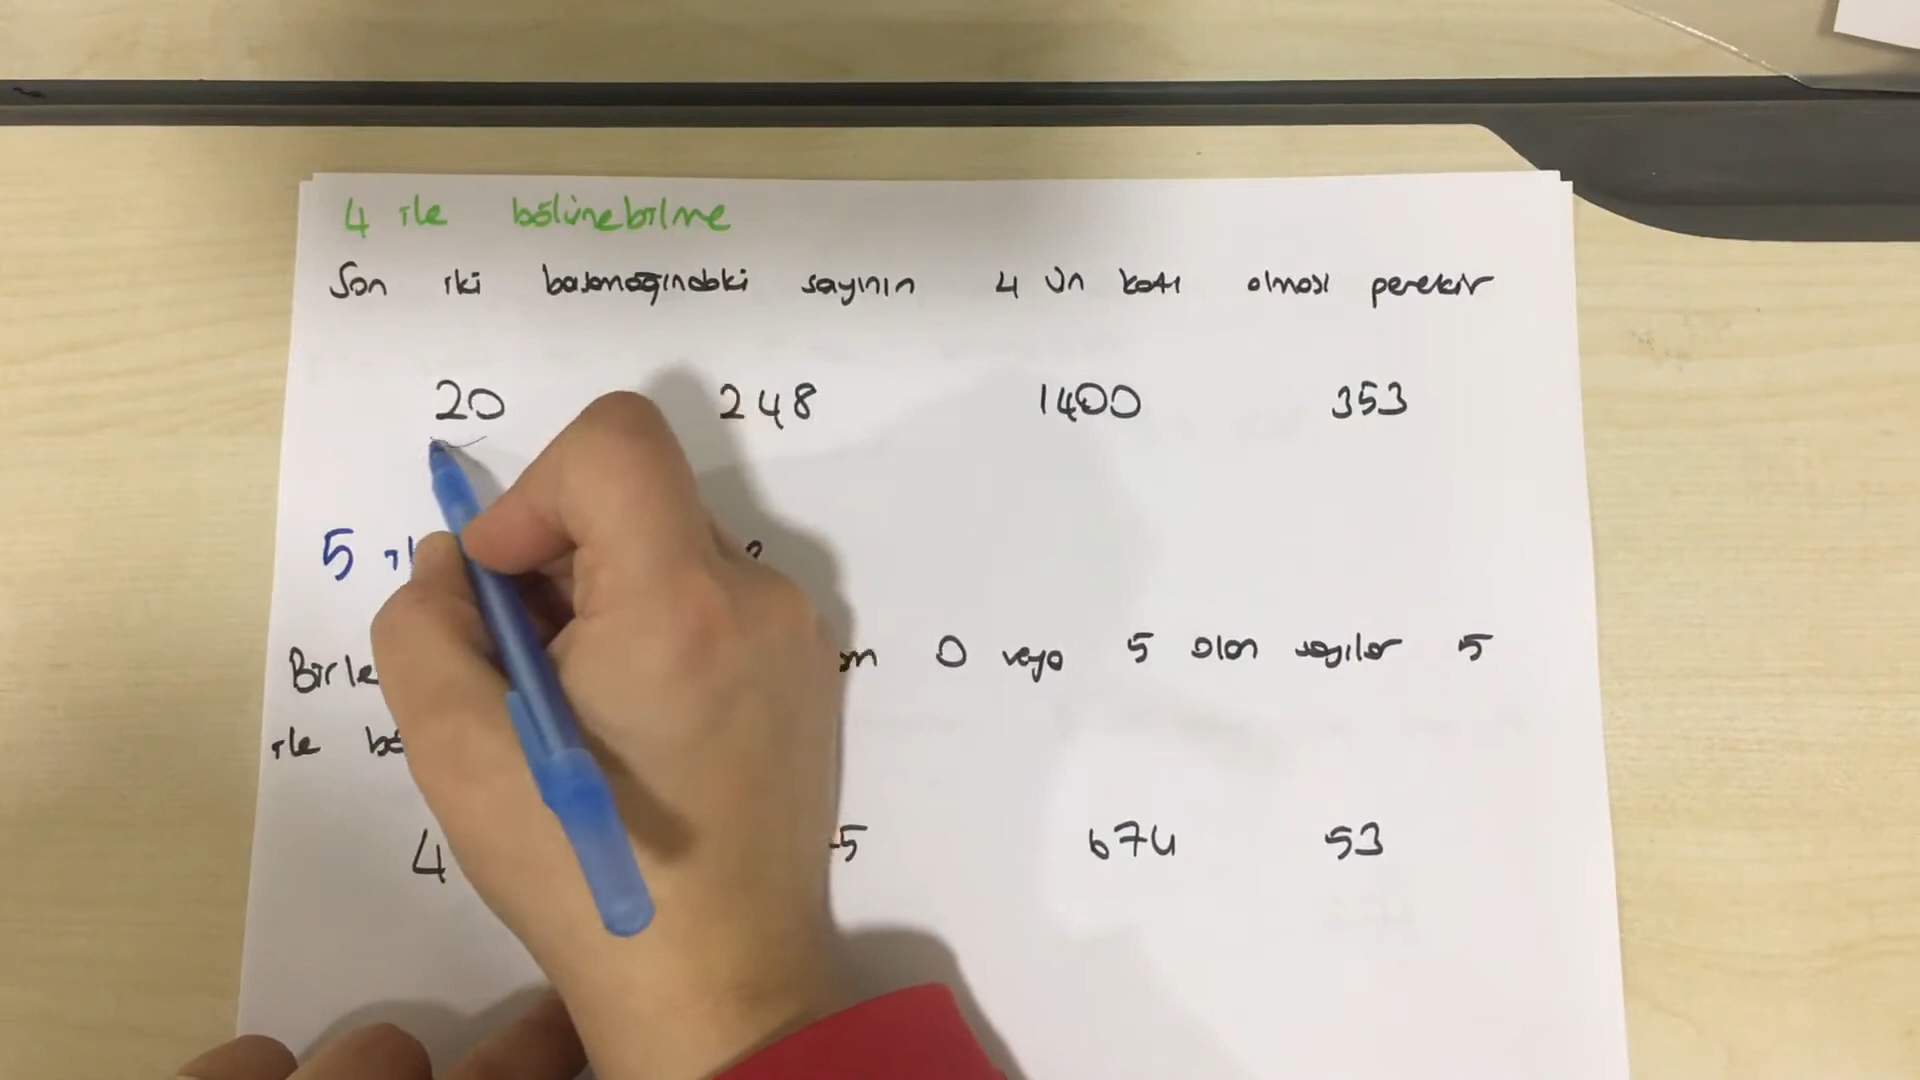 4 ile bölünebilme
Son iki basamağındaki sayının 4 ün katı olması gerekir
20 248 1400 353
5
0 veya 5 olan sayılar 5
ile
4 5 674 53